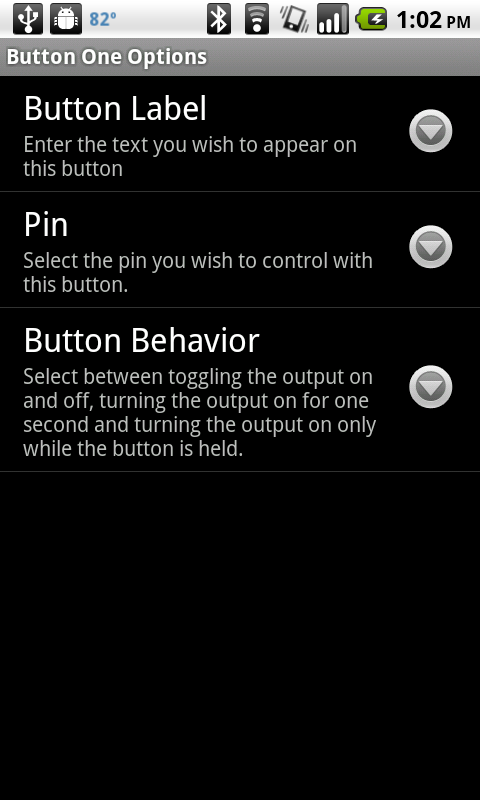 82° 1:02 PM
Button One Options
Button Label
Enter the text you wish to appear on
this button
Pin
Select the pin you wish to control with
this button.
Button Behavior
Select between toggling the output on
and off, turning the output on for one
second and turning the output on only
while the button is held.